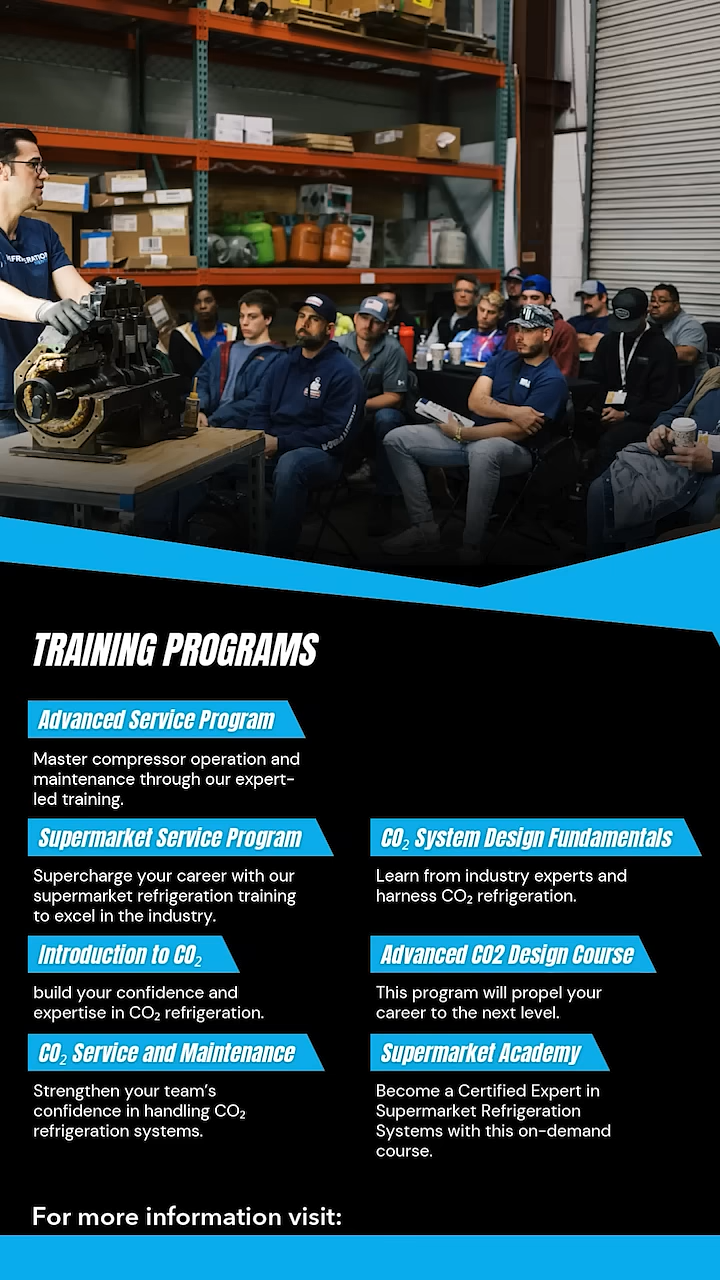 TRAINING PROGRAMS
Advanced Service Program
Master compressor operation and
maintenance through our expert-
led training.
Supermarket Service Program
Supercharge your career with our
supermarket refrigeration training
to excel in the industry.
Introduction to CO₂
build your confidence and
expertise in CO₂ refrigeration.
CO₂ Service and Maintenance
Strengthen your team's
confidence in handling CO₂
refrigeration systems.
CO₂ System Design Fundamentals
Learn from industry experts and
harness CO₂ refrigeration.
Advanced CO2 Design Course
This program will propel your
career to the next level.
Supermarket Academy
Become a Certified Expert in
Supermarket Refrigeration
Systems with this on-demand
course.
For more information visit: